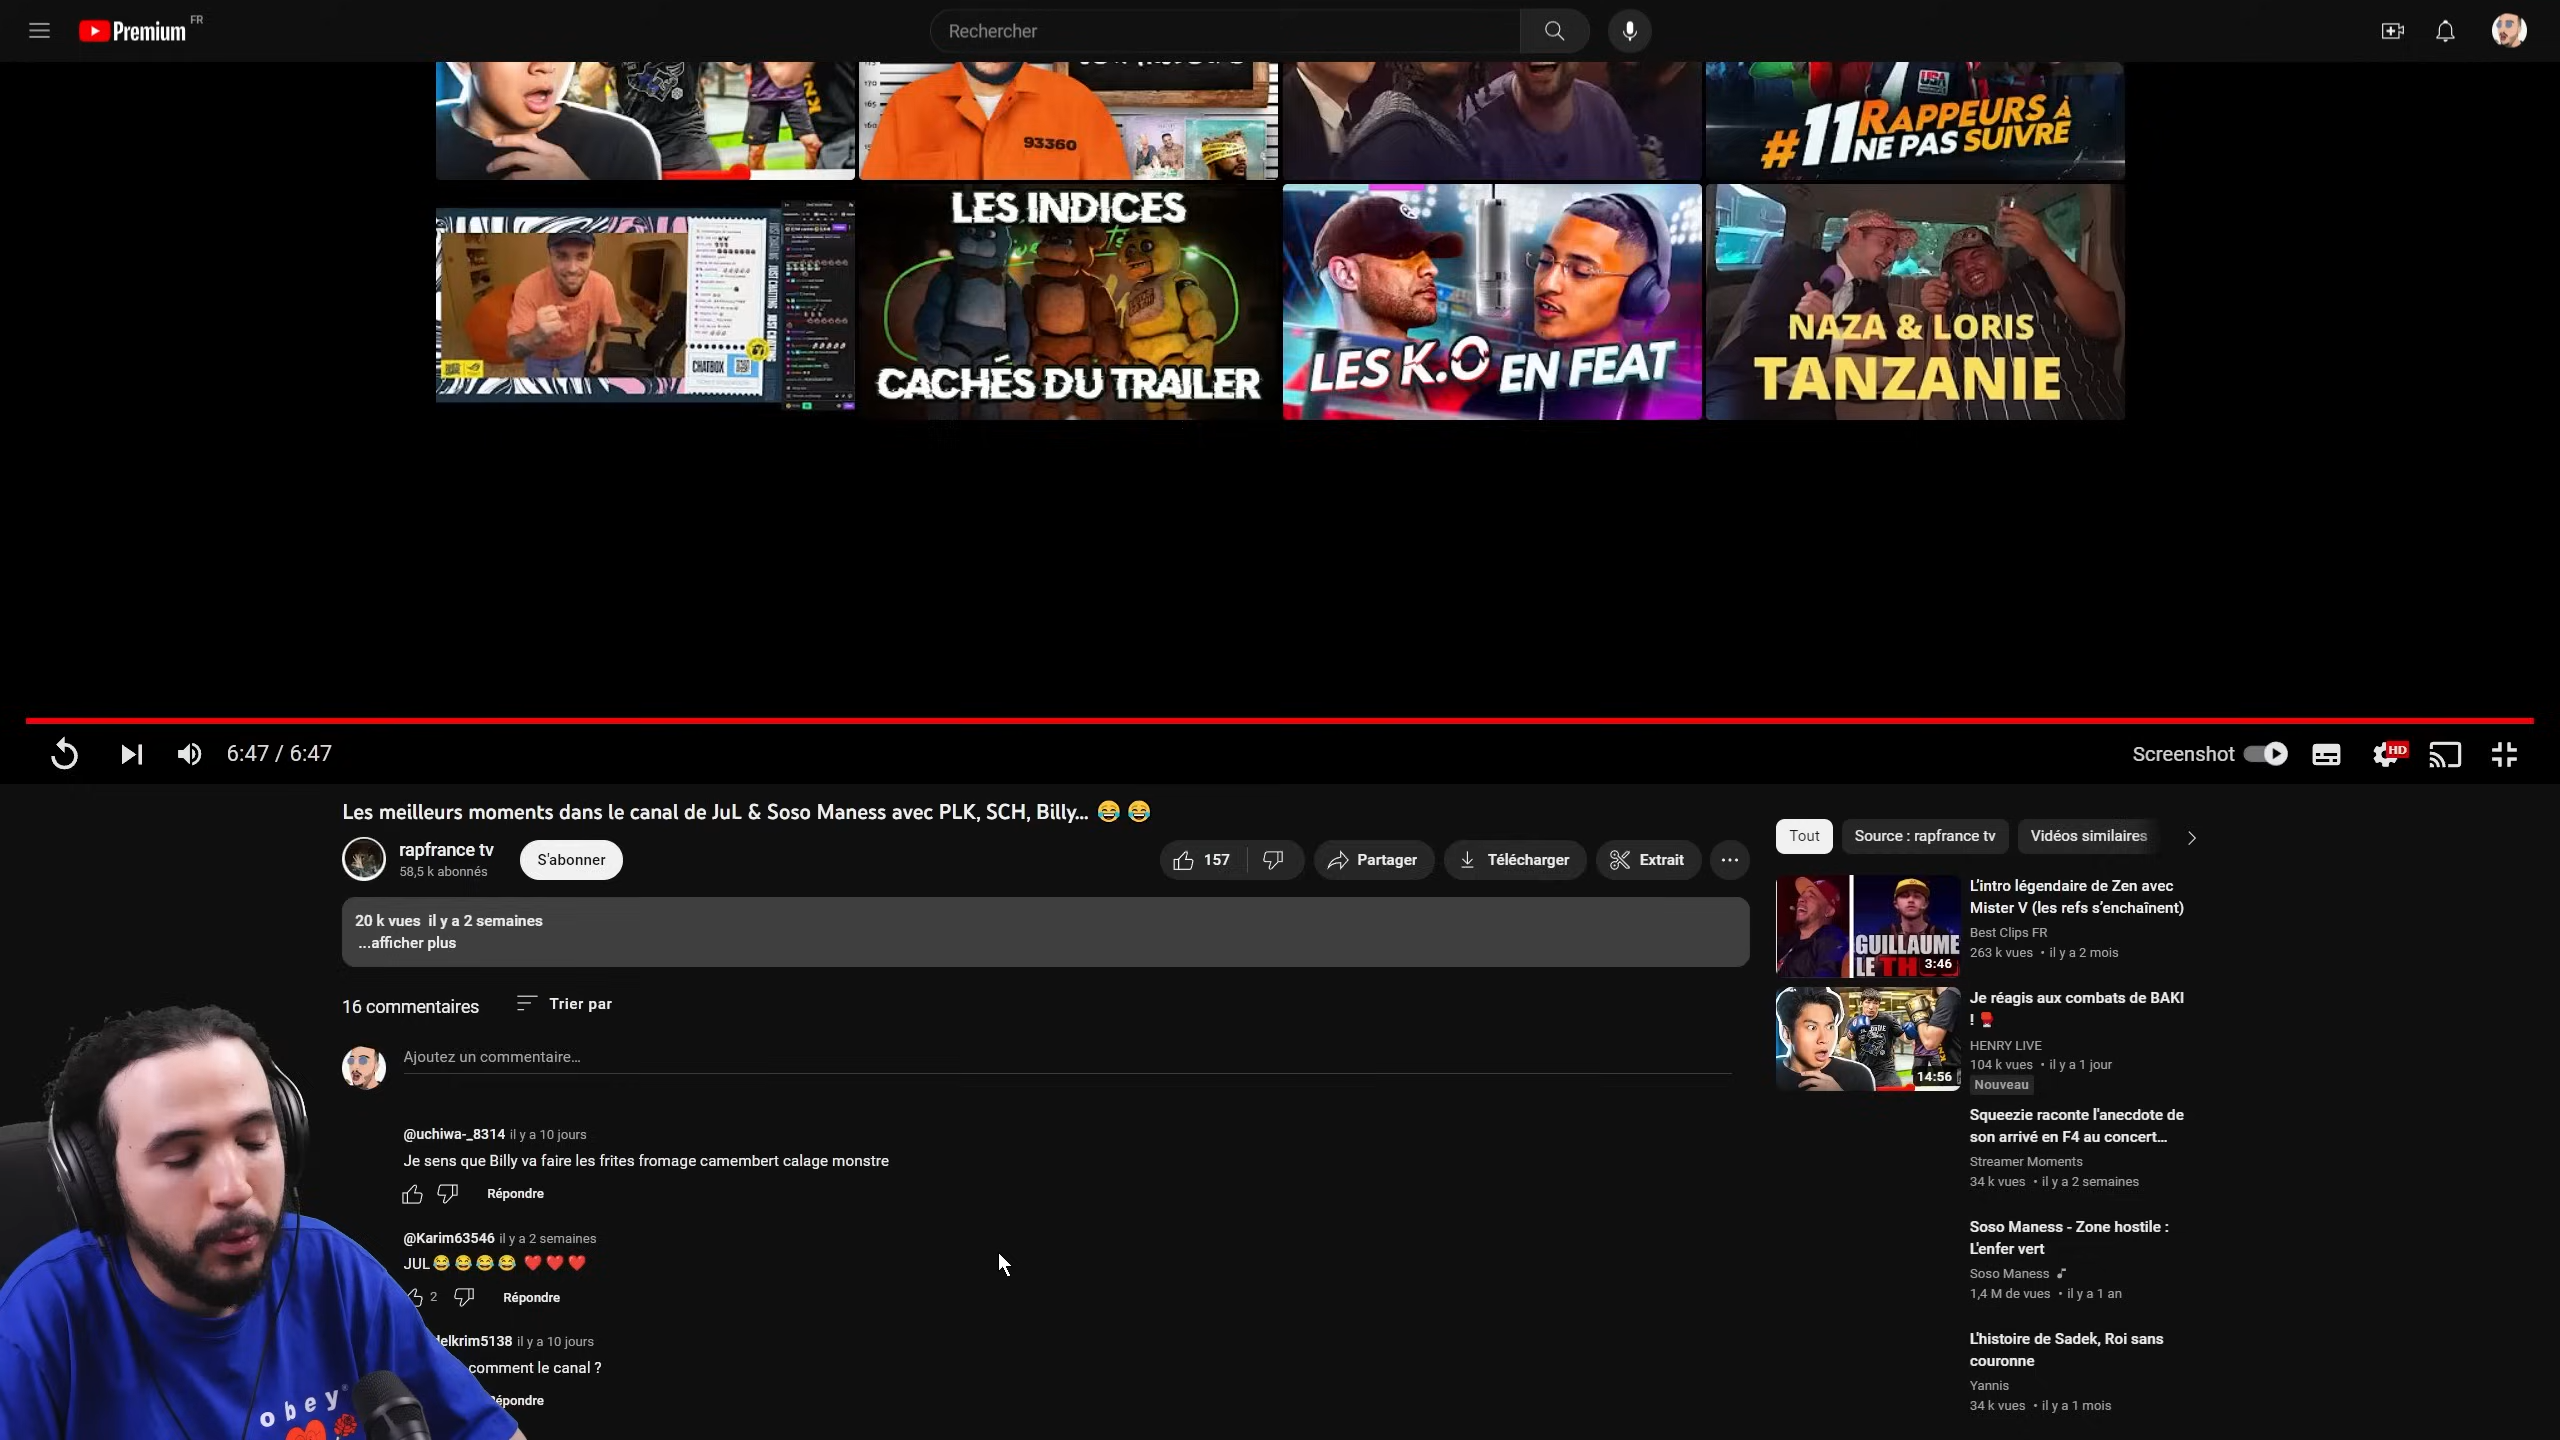 Premium FR
Rechercher
93360
USA
#11 RAPPEURS À
NE PAS SUIVRE
JUST CHATTING
CHATBOX
LES INDICES
CACHÉS DU TRAILER
LES K.O EN FEAT
NAZA & LORIS
TANZANIE
6:47 / 6:47
Screenshot
HD
Les meilleurs moments dans le canal de JuL & Soso Maness avec PLK, SCH, Billy... 😂 😂
rapfrance tv
58,5 k abonnés
S'abonner
157
Partager
Télécharger
Extrait
20 k vues il y a 2 semaines
...afficher plus
16 commentaires
Trier par
Ajoutez un commentaire...
@uchiwa-_8314 il y a 10 jours
Je sens que Billy va faire les frites fromage camembert calage monstre
Répondre
@Karim63546 il y a 2 semaines
JUL😂😂😂😂 ❤️❤️❤️
2
Répondre
elkrim5138 il y a 10 jours
comment le canal ?
épondre
obey
Tout
Source : rapfrance tv
Vidéos similaires
GUILLAUME
LE
3:46
L'intro légendaire de Zen avec
Mister V (les refs s'enchaînent)
Best Clips FR
263 k vues • il y a 2 mois
14:56
Je réagis aux combats de BAKI
! 🥊
HENRY LIVE
104 k vues • il y a 1 jour
Nouveau
Squeezie raconte l'anecdote de
son arrivé en F4 au concert...
Streamer Moments
34 k vues • il y a 2 semaines
Soso Maness - Zone hostile :
L'enfer vert
Soso Maness
1,4 M de vues • il y a 1 an
L'histoire de Sadek, Roi sans
couronne
Yannis
34 k vues • il y a 1 mois